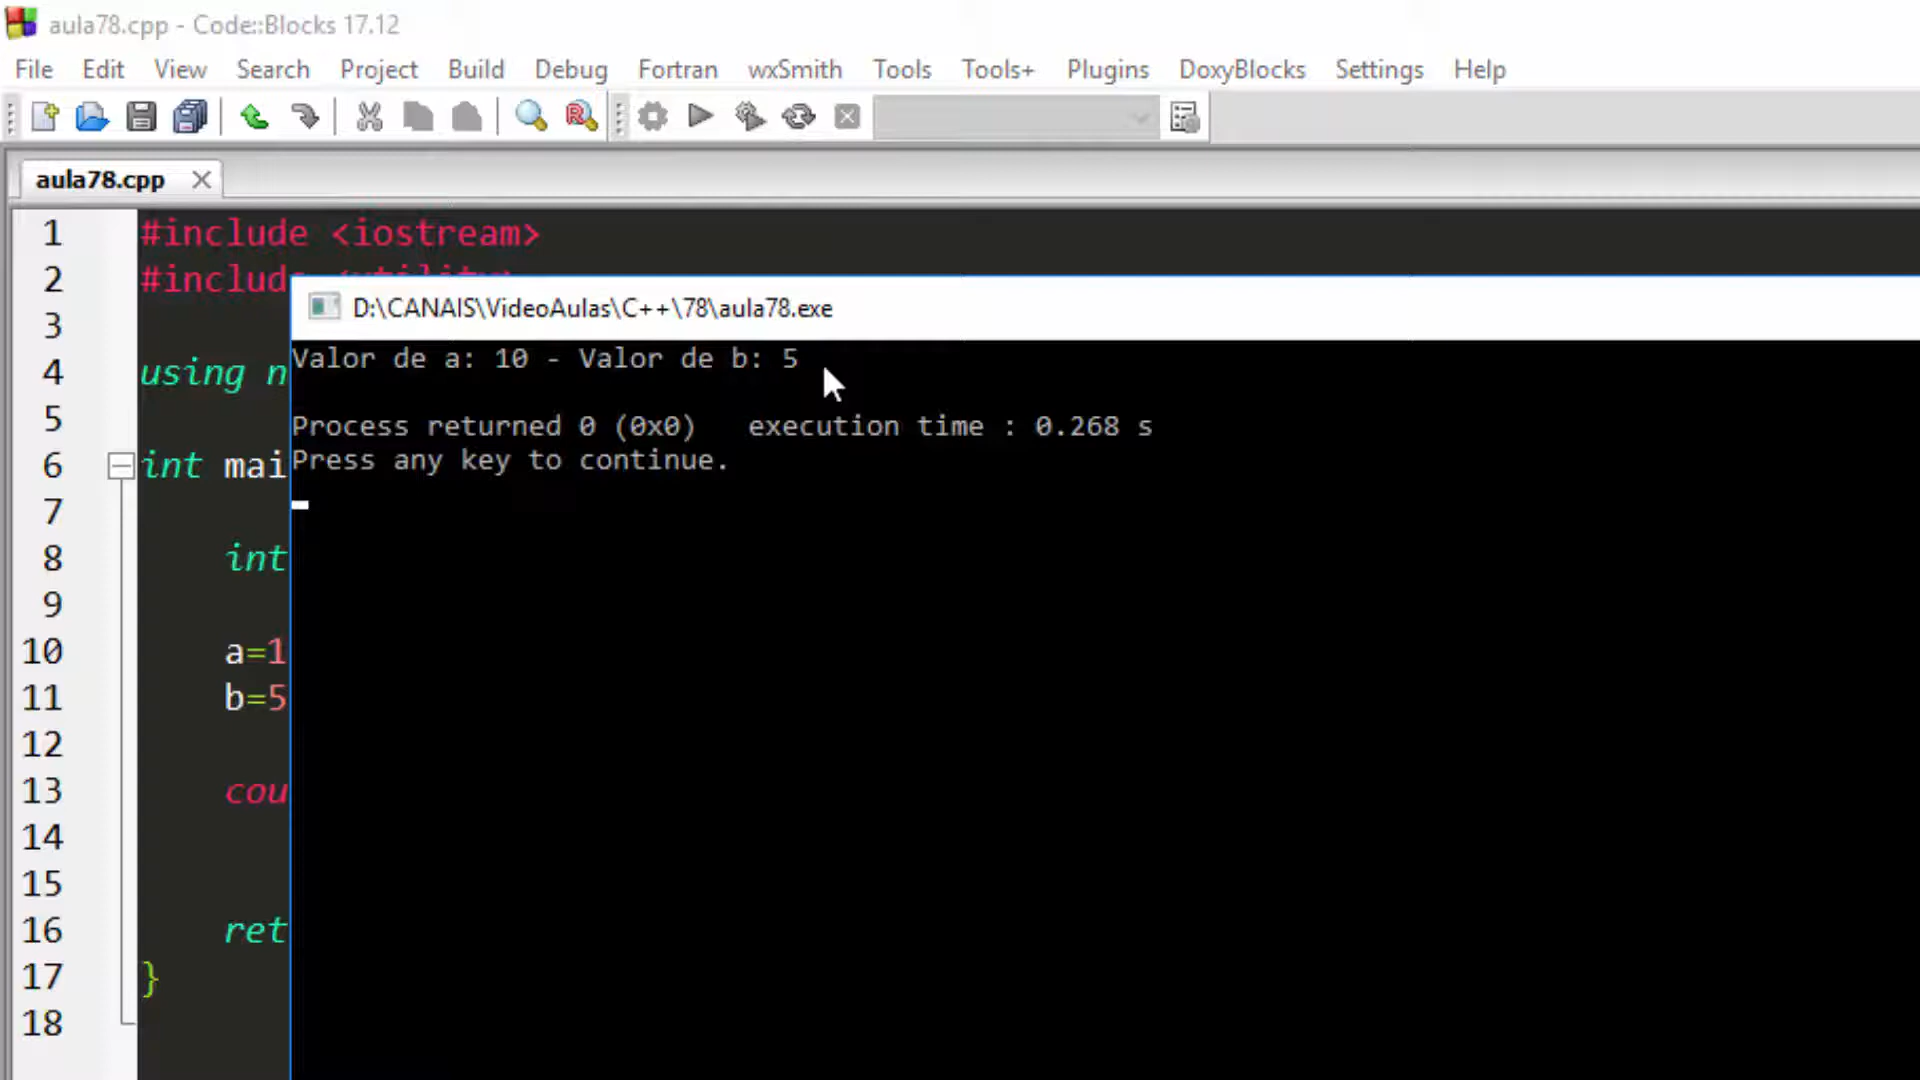 aula78.cpp - Code::Blocks 17.12
File Edit View Search Project Build Debug Fortran wxSmith Tools Tools+ Plugins DoxyBlocks Settings Help
aula78.cpp
1 #include <iostream>
2 #include <utility>
D:\CANAIS\VideoAulas\C++\78\aula78.exe
3
Valor de a: 10 - Valor de b: 5
4 using n
5
Process returned 0 (0x0) execution time : 0.268 s
6 int mai
Press any key to continue.
7
8 int
9
10 a=1
11 b=5
12
13 cou
14
15
16 ret
17 }
18